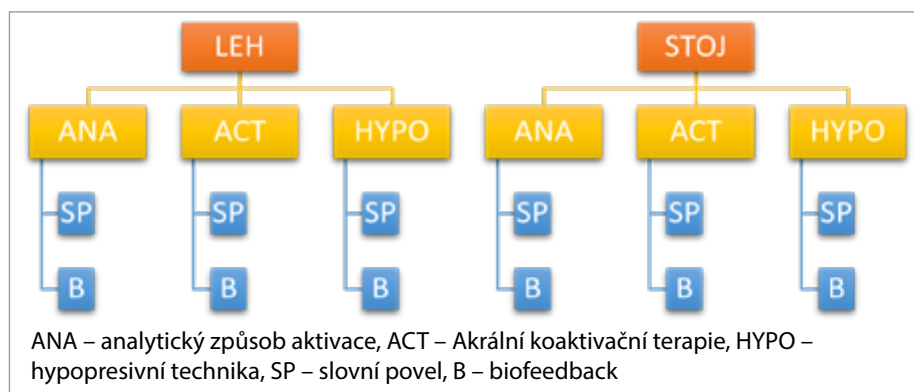 LEH STOJ
ANA ACT HYPO ANA ACT HYPO
SP SP SP SP SP SP
B B B B B B
ANA – analytický způsob aktivace, ACT – Akrální koaktivační terapie, HYPO –
hypopresivní technika, SP – slovní povel, B – biofeedback